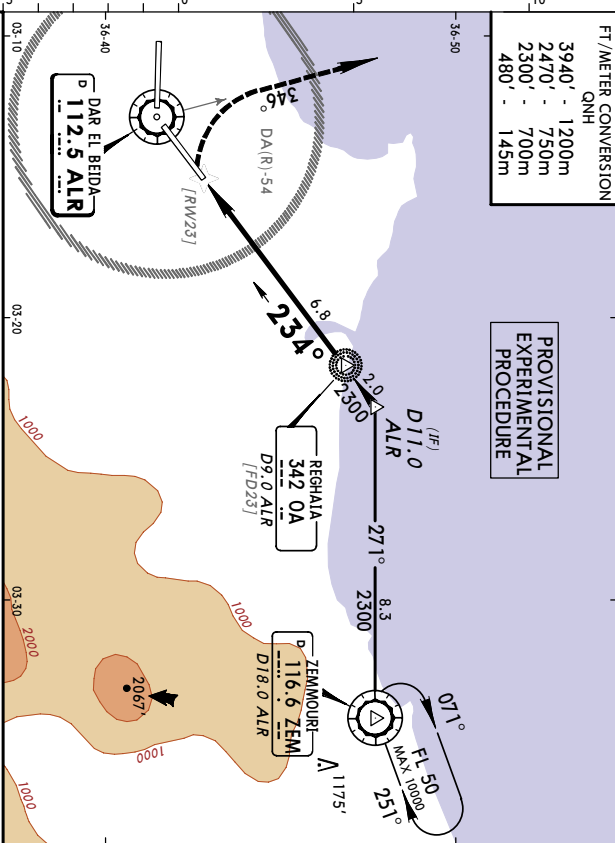 FT/METER CONVERSION
QNH
3940' - 1200m
2470' - 750m
2300' - 700m
480' - 145m
PROVISIONAL
EXPERIMENTAL
PROCEDURE
36-40
36-50
03-10
03-20
03-30
346
DA(R)-54
D DAR EL BEIDA
112.5 ALR
[RW23]
6.8
234°
2.0
2300
(IF)
D11.0
ALR
REGHAIA
342 OA
D9.0 ALR
[FD23]
271°
8.3
2300
ZEMMOURI
D 116.6 ZEM
D18.0 ALR
071°
FL 50
MAX 10000
251°
1175'
2067'
1000
2000
1000
1000
1000